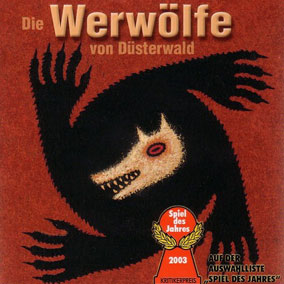 Die Werwölfe
von Düsterwald
Spiel
des
Jahres
2003
KRITIKERPREIS
AUF DER
AUSWAHLLISTE
„SPIEL DES JAHRES“